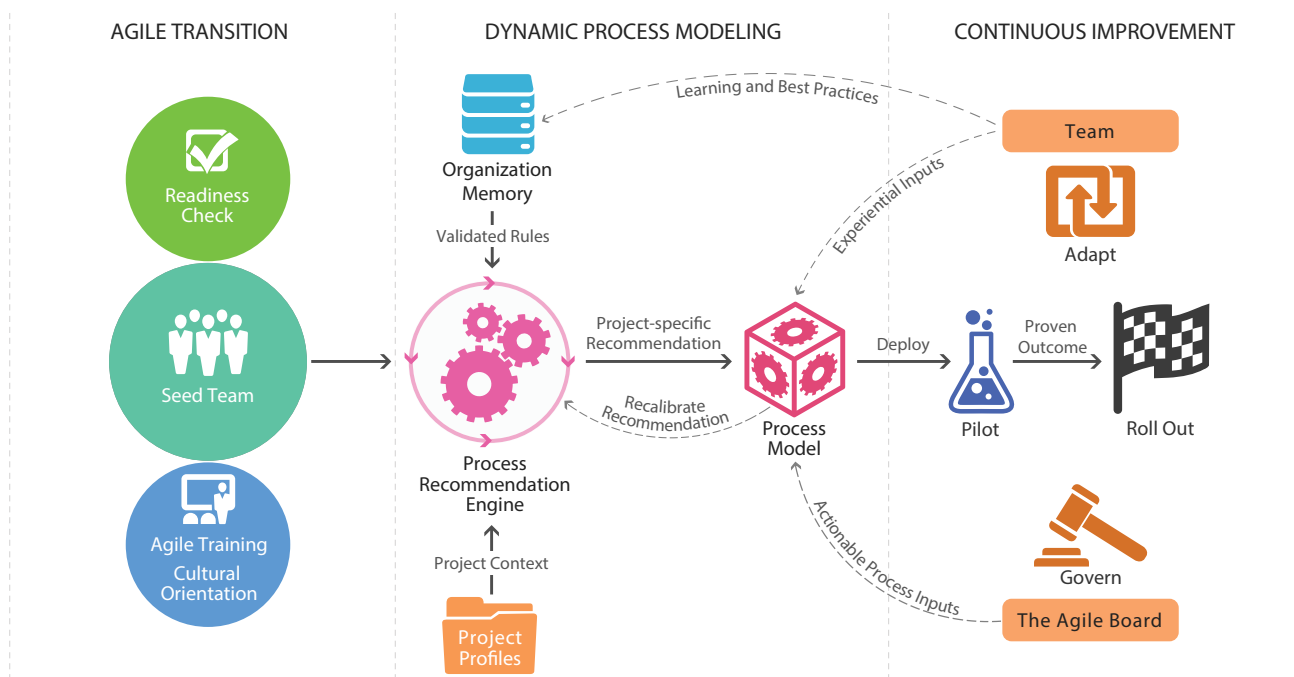 AGILE TRANSITION
DYNAMIC PROCESS MODELING
CONTINUOUS IMPROVEMENT
Readiness
Check
Seed Team
Agile Training
Cultural
Orientation
Organization
Memory
Validated Rules
Process
Recommendation
Engine
Project Context
Project
Profiles
Project-specific
Recommendation
Recalibrate
Recommendation
Process
Model
Learning and Best Practices
Experiential Inputs
Actionable Process Inputs
Deploy
Team
Adapt
Pilot
Proven
Outcome
Roll Out
Govern
The Agile Board